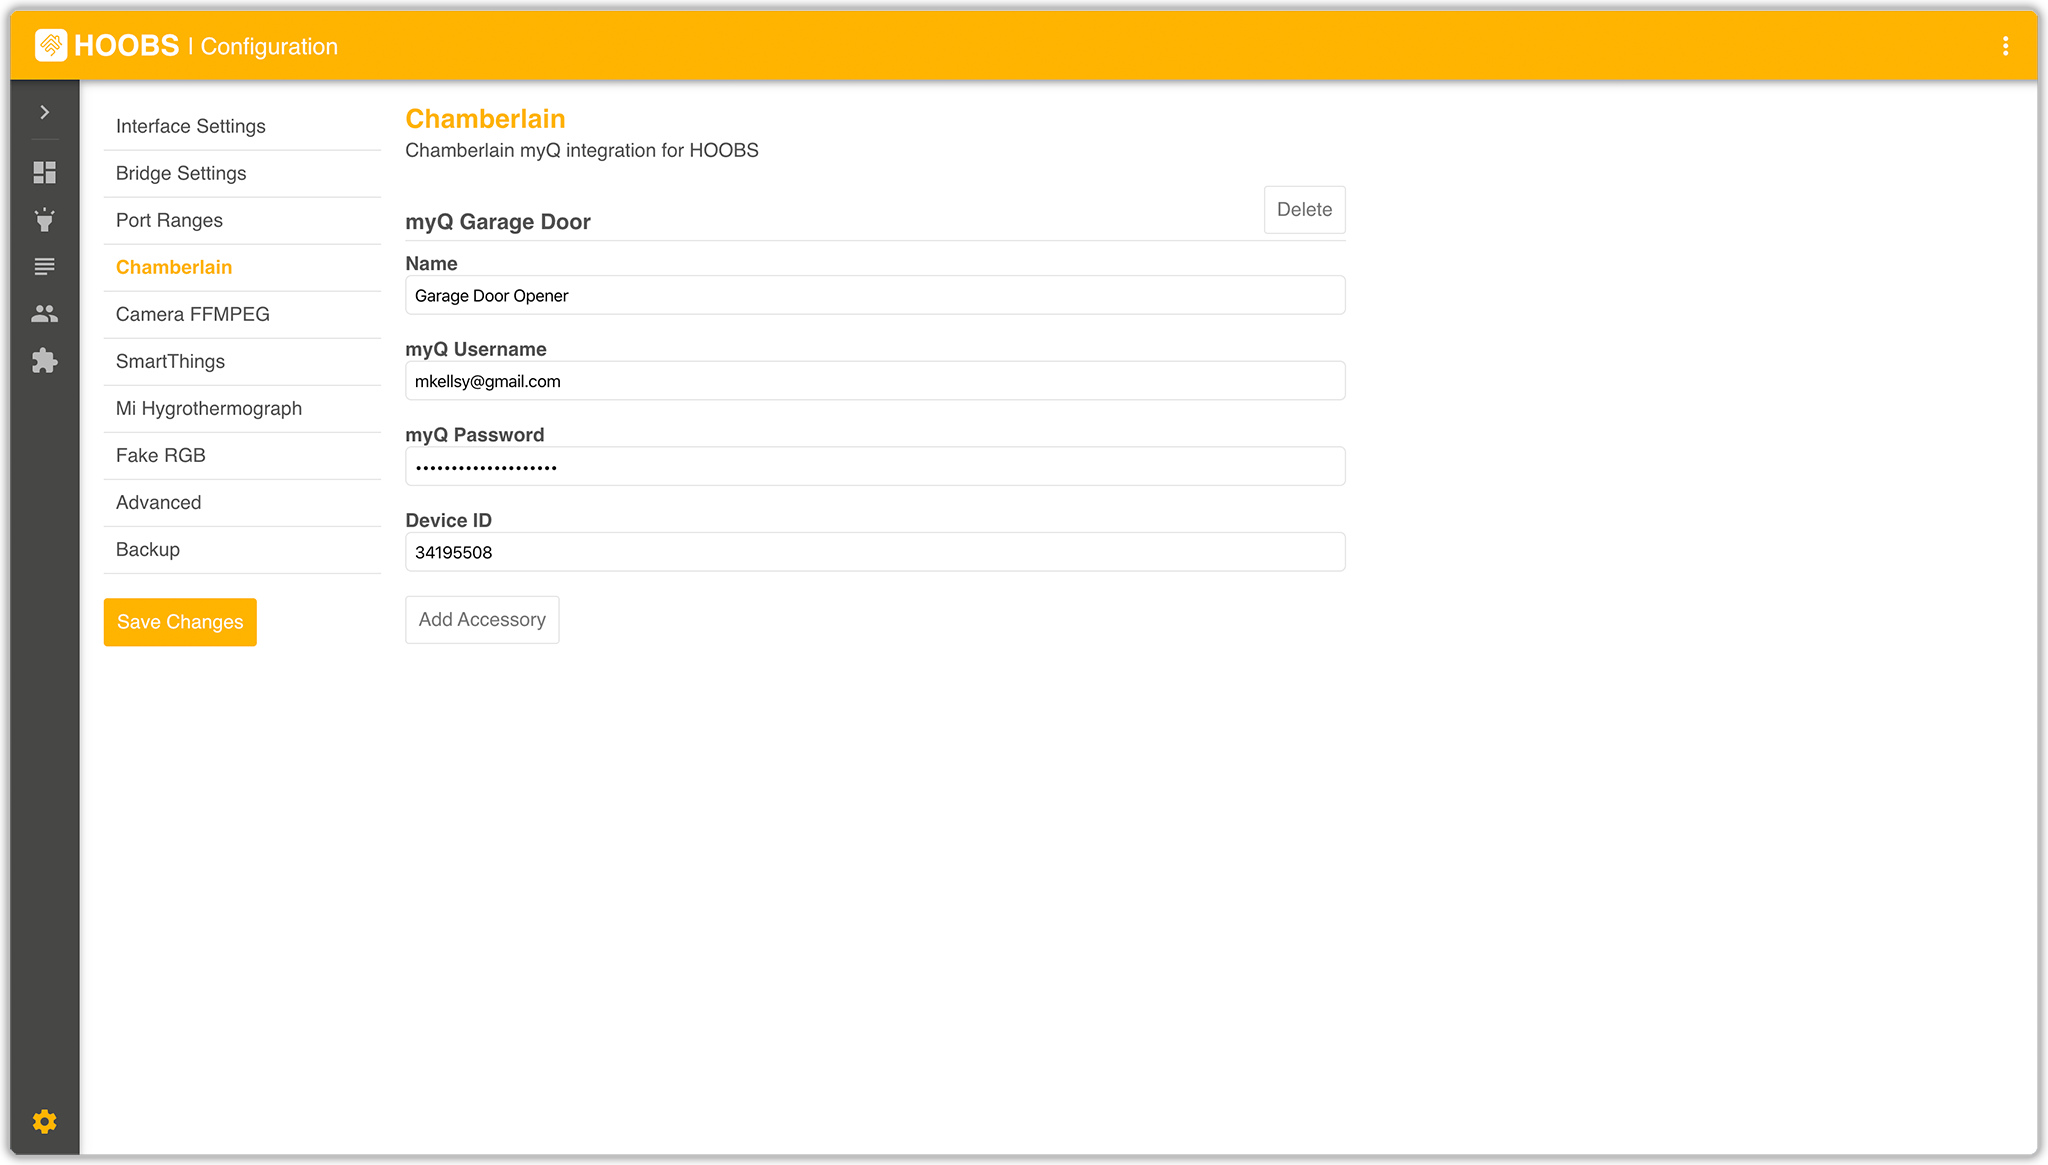 HOOBS | Configuration
Interface Settings
Bridge Settings
Port Ranges
Chamberlain
Camera FFMPEG
SmartThings
Mi Hygrothermograph
Fake RGB
Advanced
Backup
Save Changes
Chamberlain
Chamberlain myQ integration for HOOBS
Delete
myQ Garage Door
Name
Garage Door Opener
myQ Username
mkellsy@gmail.com
myQ Password
••••••••••••••••••••
Device ID
34195508
Add Accessory